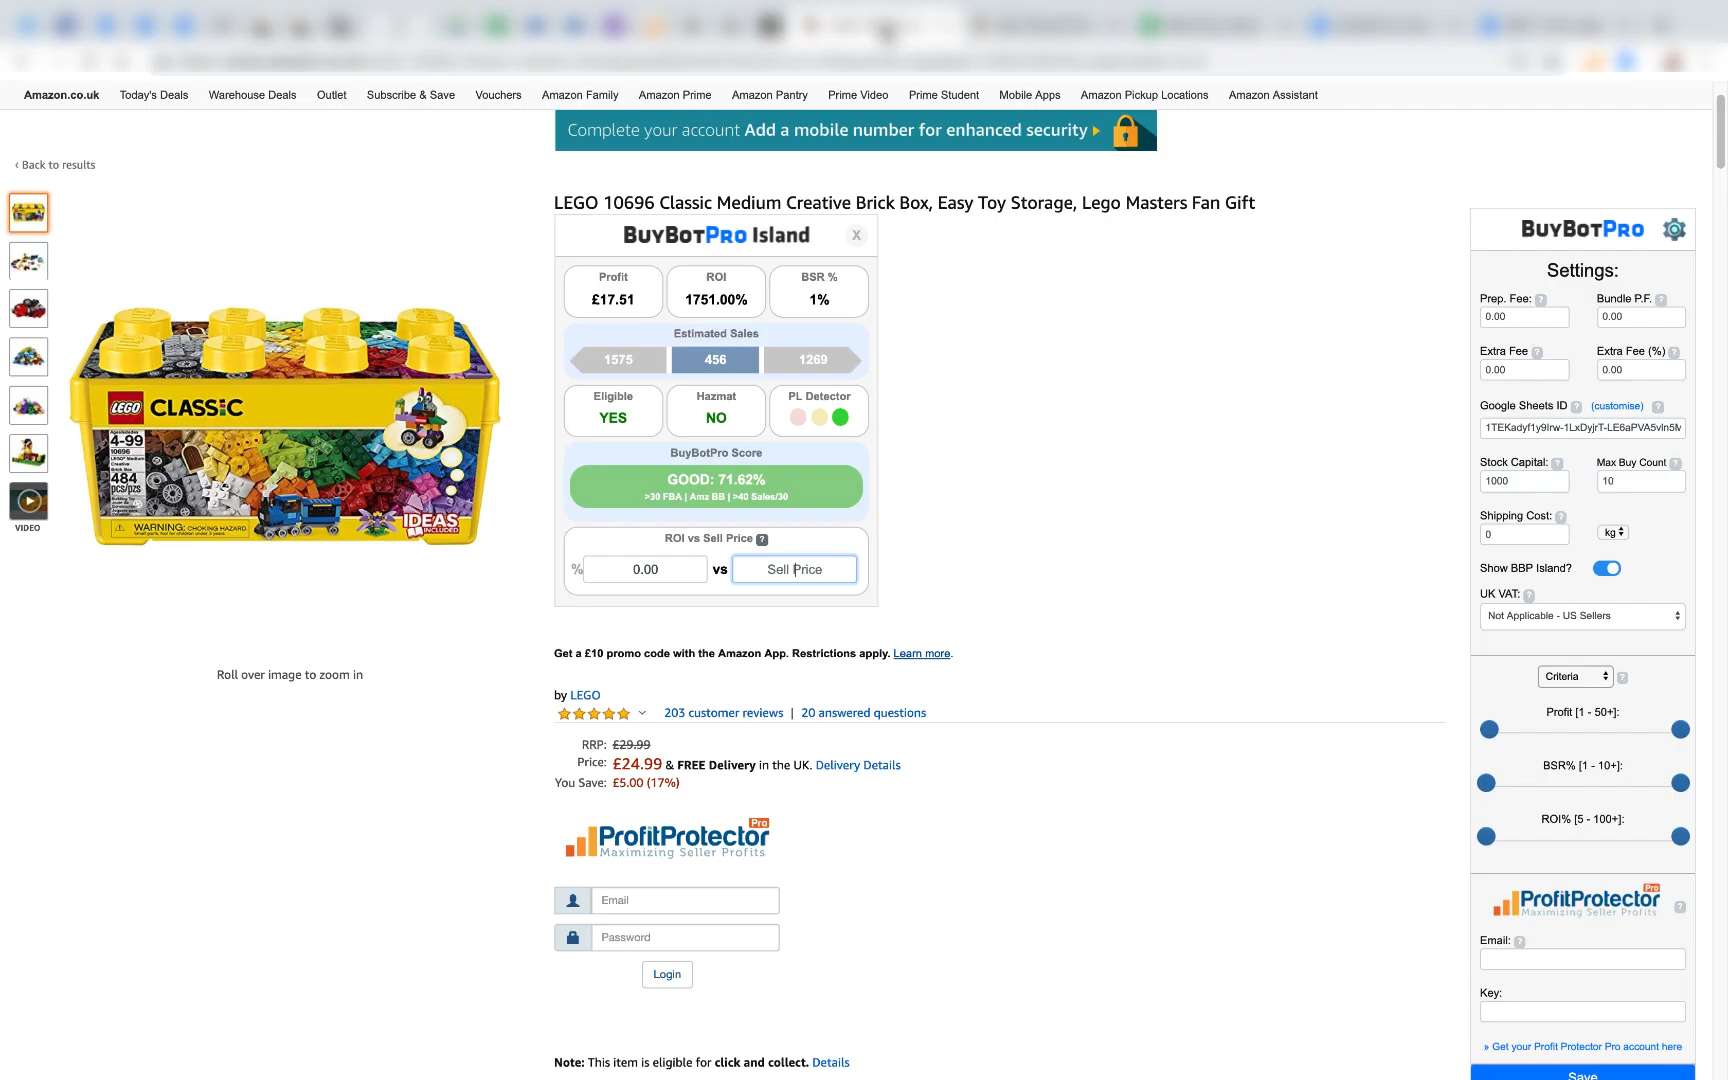 Amazon.co.uk Today's Deals Warehouse Deals Outlet Subscribe & Save Vouchers Amazon Family Amazon Prime Amazon Pantry Prime Video Prime Student Mobile Apps Amazon Pickup Locations Amazon Assistant
Complete your account Add a mobile number for enhanced security
‹ Back to results
LEGO 10696 Classic Medium Creative Brick Box, Easy Toy Storage, Lego Masters Fan Gift
BuyBotPro Island X
Profit ROI BSR %
£17.51 1751.00% 1%
Estimated Sales
1575 456 1269
Eligible Hazmat PL Detector
YES NO
BuyBotPro Score
GOOD: 71.62%
>30 FBA | Amz BB | >40 Sales/30
ROI vs Sell Price ?
% 0.00 vs Sell Price
LEGO CLASSIC
4-99
10696
LEGO Medium
Creative
Brick Box
484
pcs/pzs
WARNING: CHOKING HAZARD.
IDEAS
INCLUDED
VIDEO
Roll over image to zoom in
Get a £10 promo code with the Amazon App. Restrictions apply. Learn more.
by LEGO
203 customer reviews | 20 answered questions
RRP: £29.99
Price: £24.99 & FREE Delivery in the UK. Delivery Details
You Save: £5.00 (17%)
ProfitProtector Pro
Maximizing Seller Profits
Email
Password
Login
Note: This item is eligible for click and collect. Details
BuyBotPro
Settings:
Prep. Fee: ? Bundle P.F. ?
0.00 0.00
Extra Fee ? Extra Fee (%) ?
0.00 0.00
Google Sheets ID ? (customise) ?
1TEKadyf1y9Irw-1LxDyjrT-LE6aPVA5vln5M
Stock Capital: ? Max Buy Count ?
1000 10
Shipping Cost: ?
0 kg
Show BBP Island?
UK VAT: ?
Not Applicable - US Sellers
Criteria ?
Profit [1 - 50+]:
BSR% [1 - 10+]:
ROI% [5 - 100+]:
ProfitProtector Pro
Maximizing Seller Profits ?
Email: ?
Key:
» Get your Profit Protector Pro account here
Save